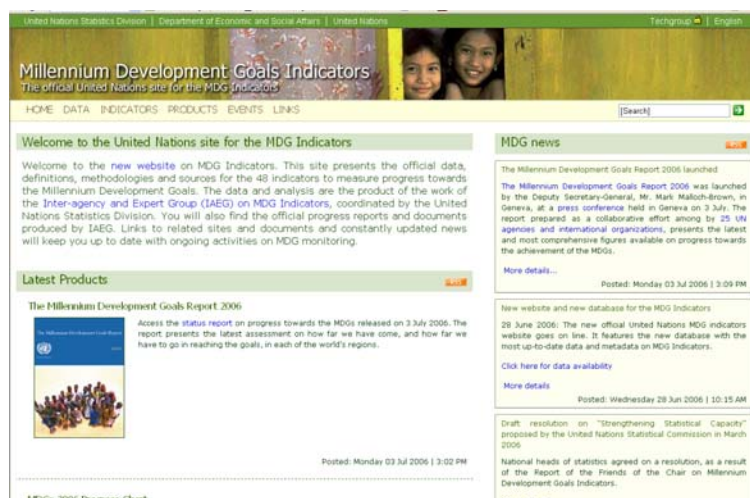 United Nations Statistics Division | Department of Economic and Social Affairs | United Nations
Techgroup | English
Millennium Development Goals Indicators
The official United Nations site for the MDG Indicators
HOME DATA INDICATORS PRODUCTS EVENTS LINKS
[Search]
Welcome to the United Nations site for the MDG Indicators
Welcome to the new website on MDG Indicators. This site presents the official data,
definitions, methodologies and sources for the 48 indicators to measure progress towards
the Millennium Development Goals. The data and analysis are the product of the work of
the Inter-agency and Expert Group (IAEG) on MDG Indicators, coordinated by the United
Nations Statistics Division. You will also find the official progress reports and documents
produced by IAEG. Links to related sites and documents and constantly updated news
will keep you up to date with ongoing activities on MDG monitoring.
Latest Products
The Millennium Development Goals Report 2006
The Millennium Development Goals Report
Access the status report on progress towards the MDGs released on 3 July 2006. The
report presents the latest assessment on how far we have come, and how far we
have to go in reaching the goals, in each of the world's regions.
Posted: Monday 03 Jul 2006 | 3:02 PM
MDG news
The Millennium Development Goals Report 2006 launched
The Millennium Development Goals Report 2006 was launched
by the Deputy Secretary-General, Mr. Mark Malloch-Brown, in
Geneva, at a press conference held in Geneva on 3 July. The
report prepared as a collaborative effort among by 25 UN
agencies and international organizations, presents the latest
and most comprehensive figures available on progress towards
the achievement of the MDGs.
More details...
Posted: Monday 03 Jul 2006 | 3:09 PM
New website and new database for the MDG Indicators
28 June 2006: The new official United Nations MDG indicators
website goes on line. It features the new database with the
most up-to-date data and metadata on MDG Indicators.
Click here for data availability
More details
Posted: Wednesday 28 Jun 2006 | 10:15 AM
Draft resolution on "Strengthening Statistical Capacity"
proposed by the United Nations Statistical Commission in March
2006
National heads of statistics agreed on a resolution, as a result
of the Report of the Friends of the Chair on Millennium
Development Goals Indicators.